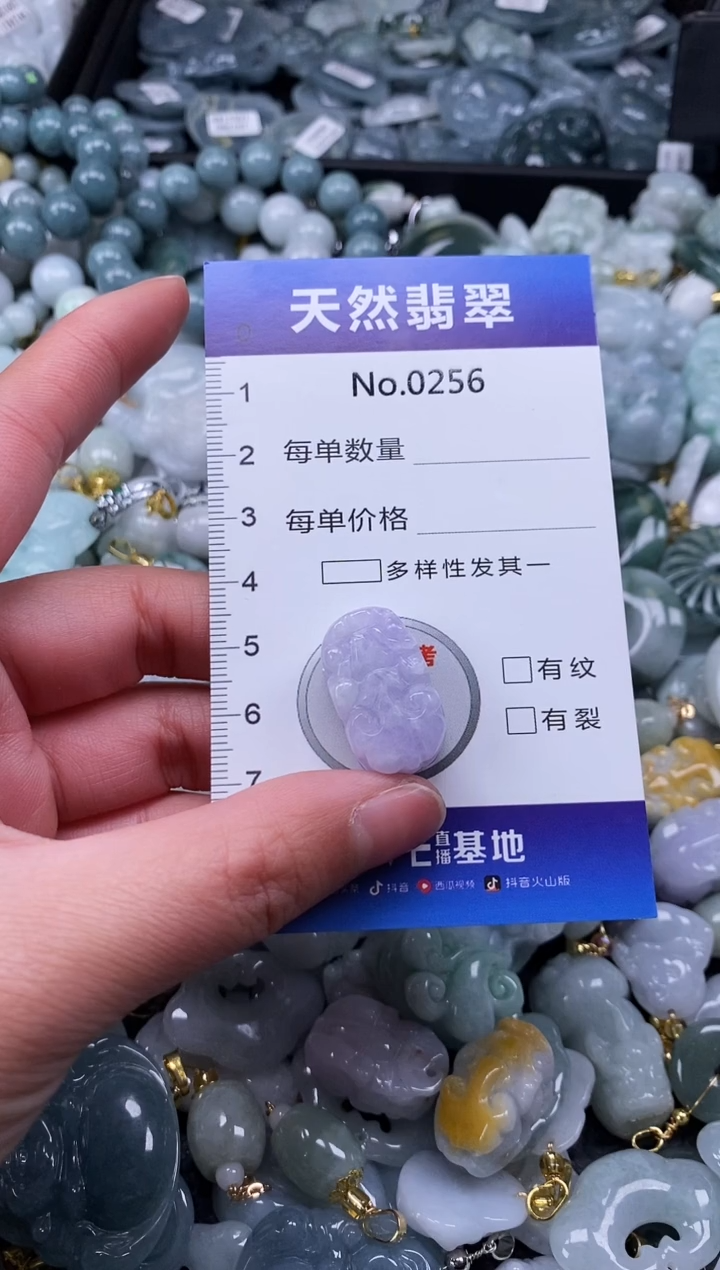 天然翡翠
No.0256
1
2
每单数量
3
每单价格
4
多样性发其一
5
考
有纹
6
有裂
7
直播基地
抖音 西瓜视频 抖音火山版